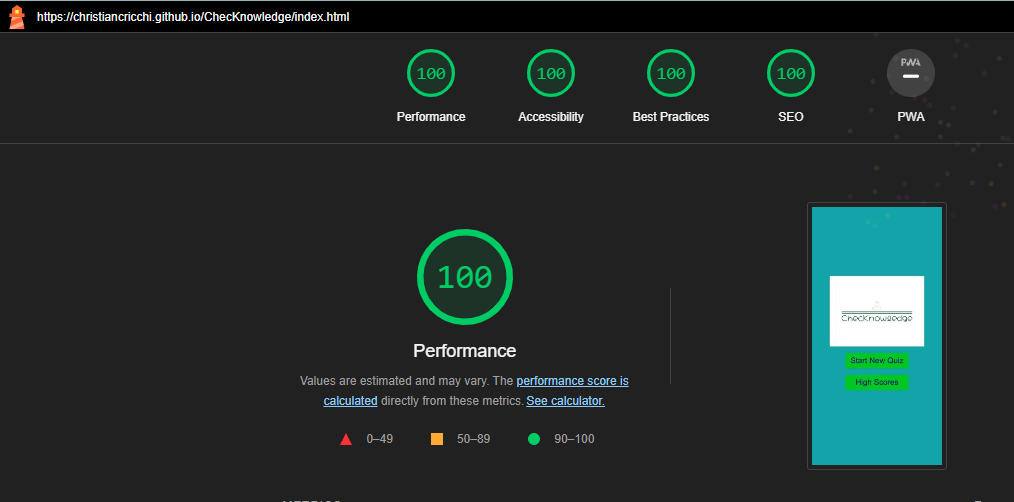 https://christiancricchi.github.io/ChecKnowledge/index.html
100 100 100 100 PWA
Performance Accessibility Best Practices SEO PWA
100
Performance
Values are estimated and may vary. The performance score is
calculated directly from these metrics. See calculator.
0–49 50–89 90–100
Start New Quiz
High Scores